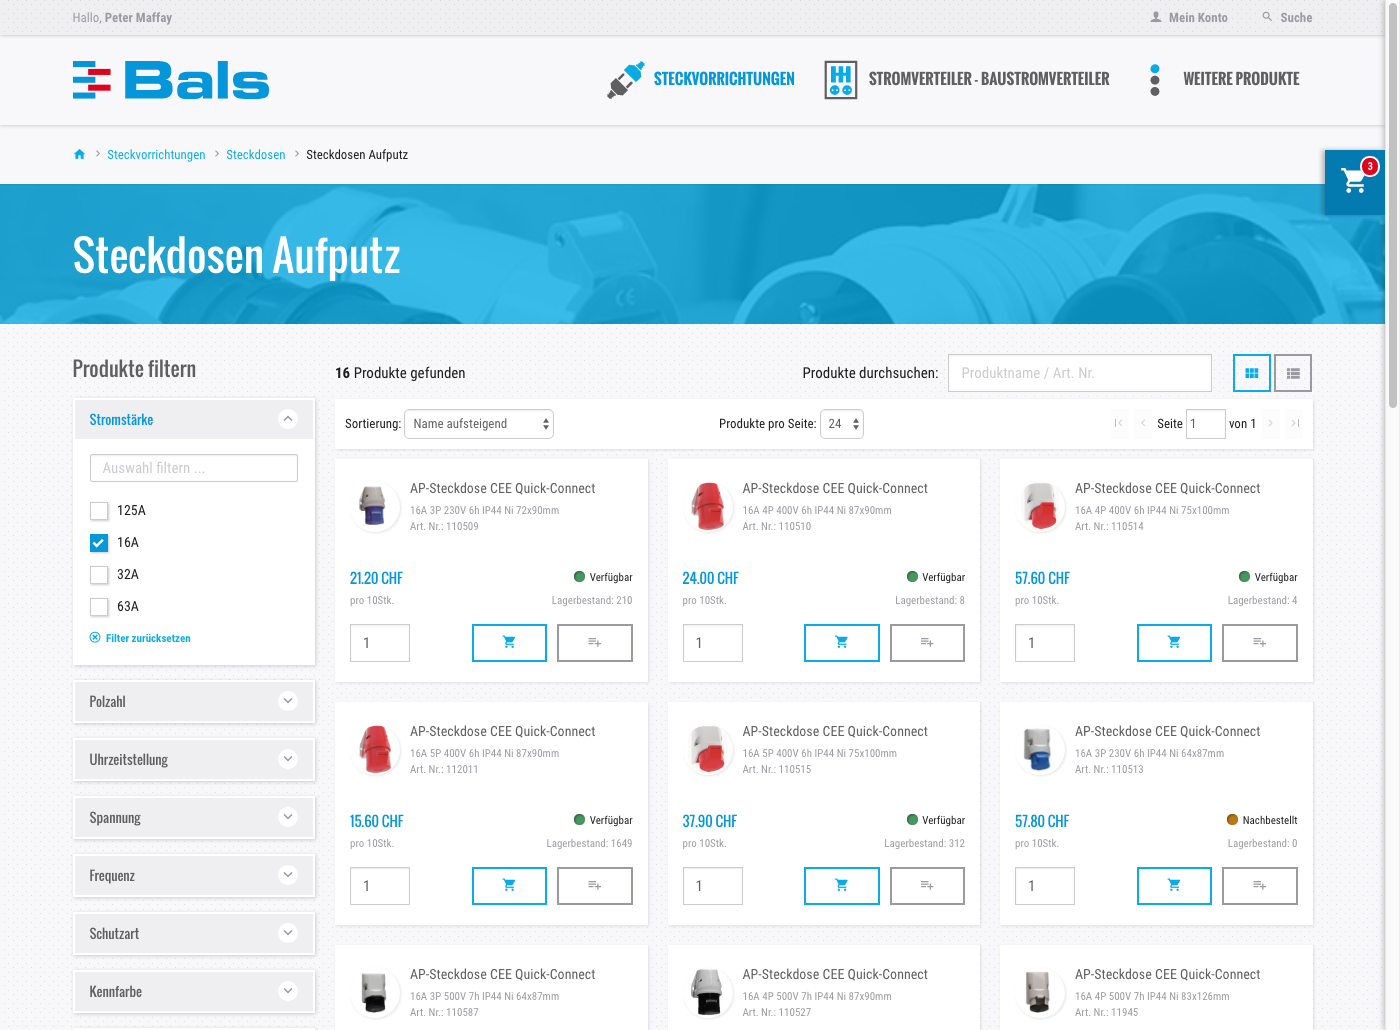 Hallo, Peter Maffay
Mein Konto
Suche
Bals
STECKVORRICHTUNGEN
STROMVERTEILER - BAUSTROMVERTEILER
WEITERE PRODUKTE
Steckvorrichtungen
Steckdosen
Steckdosen Aufputz
3
Steckdosen Aufputz
Produkte filtern
16 Produkte gefunden
Produkte durchsuchen:
Produktname / Art. Nr.
Stromstärke
Auswahl filtern ...
125A
16A
32A
63A
Filter zurücksetzen
Polzahl
Uhrzeitstellung
Spannung
Frequenz
Schutzart
Kennfarbe
Sortierung:
Name aufsteigend
Produkte pro Seite:
24
Seite
1
von 1
AP-Steckdose CEE Quick-Connect
16A 3P 230V 6h IP44 Ni 72x90mm
Art. Nr.: 110509
21.20 CHF
Verfügbar
pro 10Stk.
Lagerbestand: 210
1
AP-Steckdose CEE Quick-Connect
16A 4P 400V 6h IP44 Ni 87x90mm
Art. Nr.: 110510
24.00 CHF
Verfügbar
pro 10Stk.
Lagerbestand: 8
1
AP-Steckdose CEE Quick-Connect
16A 4P 400V 6h IP44 Ni 75x100mm
Art. Nr.: 110514
57.60 CHF
Verfügbar
pro 10Stk.
Lagerbestand: 4
1
AP-Steckdose CEE Quick-Connect
16A 5P 400V 6h IP44 Ni 87x90mm
Art. Nr.: 112011
15.60 CHF
Verfügbar
pro 10Stk.
Lagerbestand: 1649
1
AP-Steckdose CEE Quick-Connect
16A 5P 400V 6h IP44 Ni 75x100mm
Art. Nr.: 110515
37.90 CHF
Verfügbar
pro 10Stk.
Lagerbestand: 312
1
AP-Steckdose CEE Quick-Connect
16A 3P 230V 6h IP44 Ni 64x87mm
Art. Nr.: 110513
57.80 CHF
Nachbestellt
pro 10Stk.
Lagerbestand: 0
1
AP-Steckdose CEE Quick-Connect
16A 3P 500V 7h IP44 Ni 64x87mm
Art. Nr.: 110587
AP-Steckdose CEE Quick-Connect
16A 4P 500V 7h IP44 Ni 87x90mm
Art. Nr.: 110527
AP-Steckdose CEE Quick-Connect
16A 4P 500V 7h IP44 Ni 83x126mm
Art. Nr.: 11945